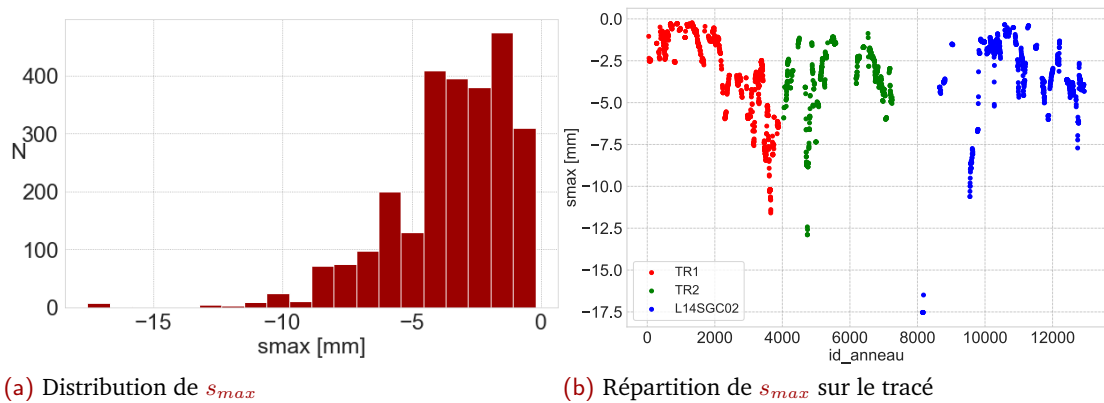 400
300
N
200
100
0
−15
−10
−5
0
smax [mm]
(a) Distribution de smax
0.0
−2.5
−5.0
−7.5
−10.0
−12.5
−15.0
−17.5
smax [mm]
TR1
TR2
L14SGC02
0
2000
4000
6000
8000
10000
12000
id_anneau
(b) Répartition de smax sur le tracé